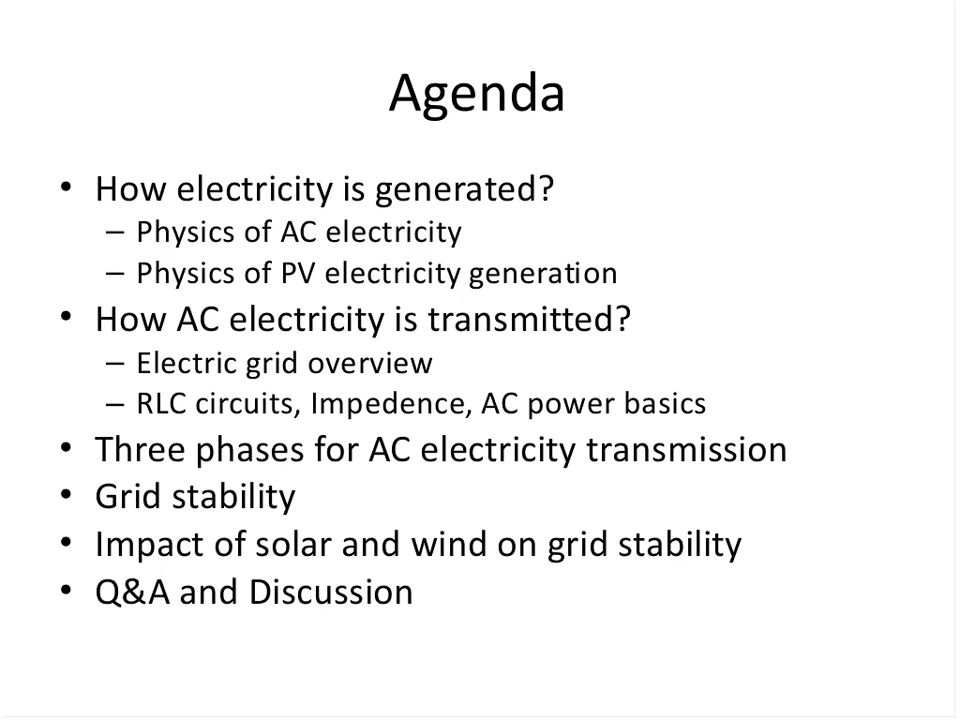 Agenda
• How electricity is generated?
– Physics of AC electricity
– Physics of PV electricity generation
• How AC electricity is transmitted?
– Electric grid overview
– RLC circuits, Impedence, AC power basics
• Three phases for AC electricity transmission
• Grid stability
• Impact of solar and wind on grid stability
• Q&A and Discussion